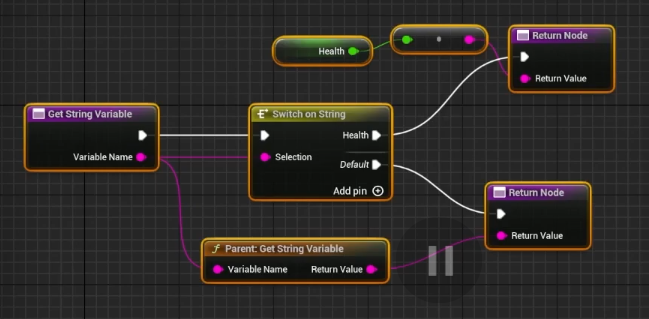 Health
Return Node
Return Value
Get String Variable
Variable Name
Switch on String
Health
Selection
Default
Add pin
Return Node
Return Value
Parent: Get String Variable
Variable Name Return Value